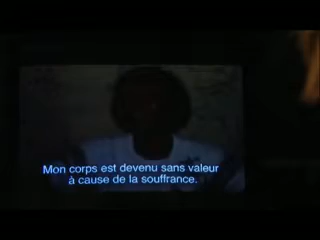 Mon corps est devenu sans valeur
à cause de la souffrance.